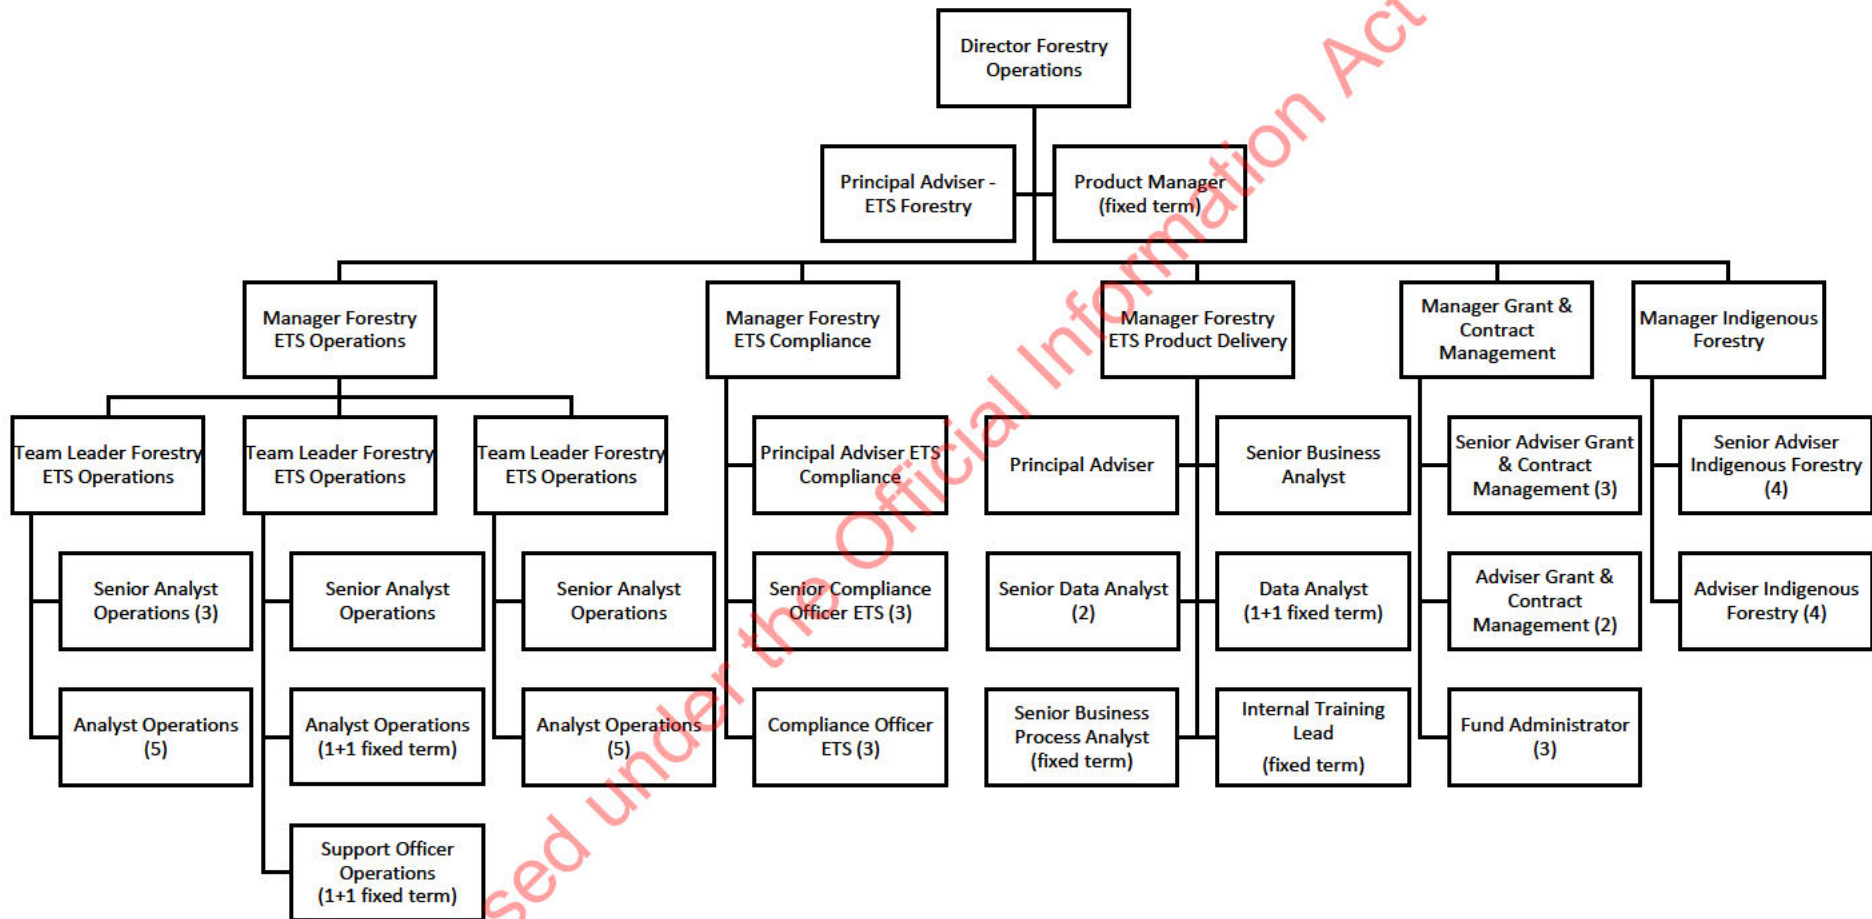 Director Forestry
Operations
Principal Adviser -
ETS Forestry
Product Manager
(fixed term)
Manager Forestry
ETS Operations
Manager Forestry
ETS Compliance
Manager Forestry
ETS Product Delivery
Manager Grant &
Contract
Management
Manager Indigenous
Forestry
Team Leader Forestry
ETS Operations
Team Leader Forestry
ETS Operations
Team Leader Forestry
ETS Operations
Principal Adviser ETS
Compliance
Principal Adviser
Senior Business
Analyst
Senior Adviser Grant
& Contract
Management (3)
Senior Adviser
Indigenous Forestry
(4)
Senior Analyst
Operations (3)
Senior Analyst
Operations
Senior Analyst
Operations
Senior Compliance
Officer ETS (3)
Senior Data Analyst
(2)
Data Analyst
(1+1 fixed term)
Adviser Grant &
Contract
Management (2)
Adviser Indigenous
Forestry (4)
Analyst Operations
(5)
Analyst Operations
(1+1 fixed term)
Analyst Operations
(5)
Compliance Officer
ETS (3)
Senior Business
Process Analyst
(fixed term)
Internal Training
Lead
(fixed term)
Fund Administrator
(3)
Support Officer
Operations
(1+1 fixed term)
sed under the Official Information Act